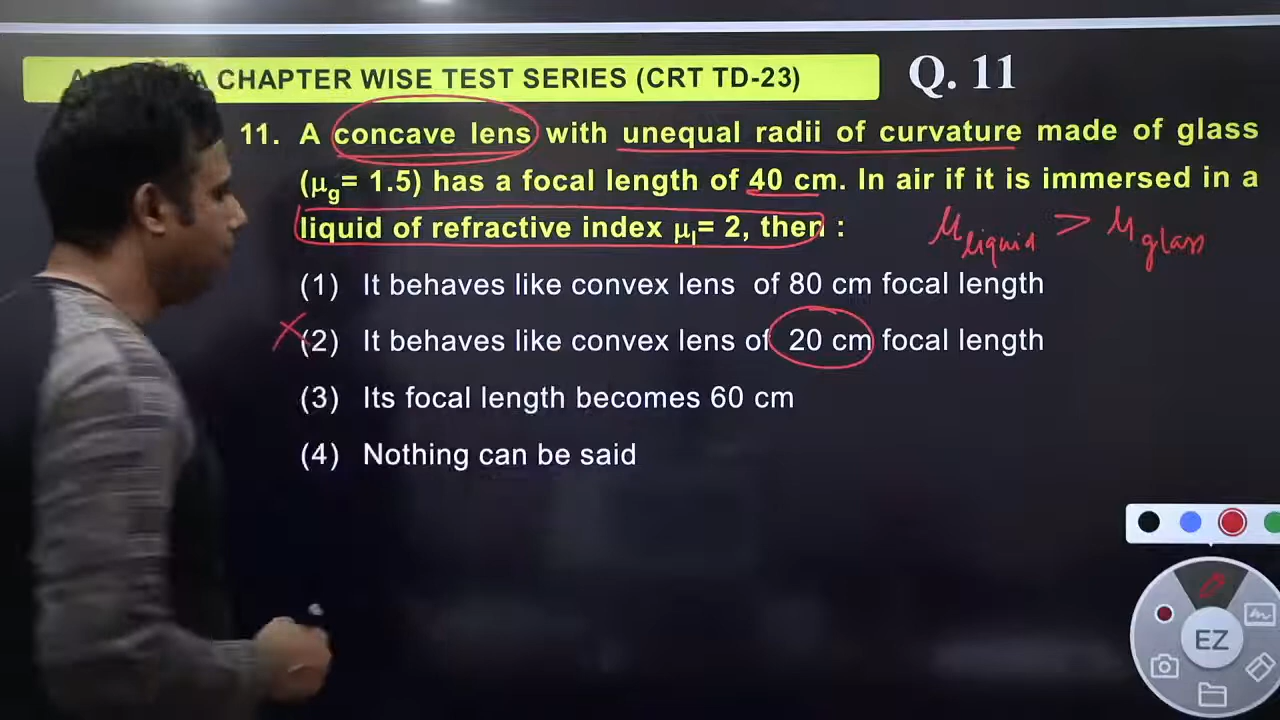 A CHAPTER WISE TEST SERIES (CRT TD-23)
Q. 11
11. A concave lens with unequal radii of curvature made of glass
(μg= 1.5) has a focal length of 40 cm. In air if it is immersed in a
liquid of refractive index μl= 2, then :
μliquid > μglass
(1) It behaves like convex lens of 80 cm focal length
(2) It behaves like convex lens of 20 cm focal length
(3) Its focal length becomes 60 cm
(4) Nothing can be said
EZ